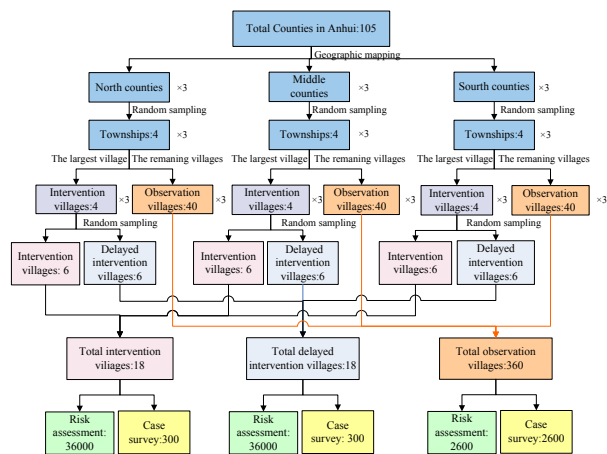 Total Counties in Anhui:105
Geographic mapping
North counties ×3
Middle
counties ×3
Sourth counties ×3
Random sampling
Random sampling
Random sampling
Townships:4 ×3
Townships:4 ×3
Townships:4 ×3
The largest village The remaning villages
The largest village The remaning villages
The largest village The remaning villages
Intervention
villages:4 ×3
Observation
villages:40 ×3
Intervention
villages:4 ×3
Observation
villages:40 ×3
Intervention
villages:4 ×3
Observation
villages:40 ×3
Random sampling
Random sampling
Random sampling
Intervention
villages: 6
Delayed
intervention
villages:6
Intervention
villages: 6
Delayed
intervention
villages:6
Intervention
villages:6
Delayed
intervention
villages:6
Total intervention
viliages:18
Total delayed
intervention villages:18
Total observation
villages:360
Risk
assessment:
36000
Case
survey:300
Risk
assessment:
36000
Case
survey: 300
Risk
assessment:
2600
Case
survey:2600